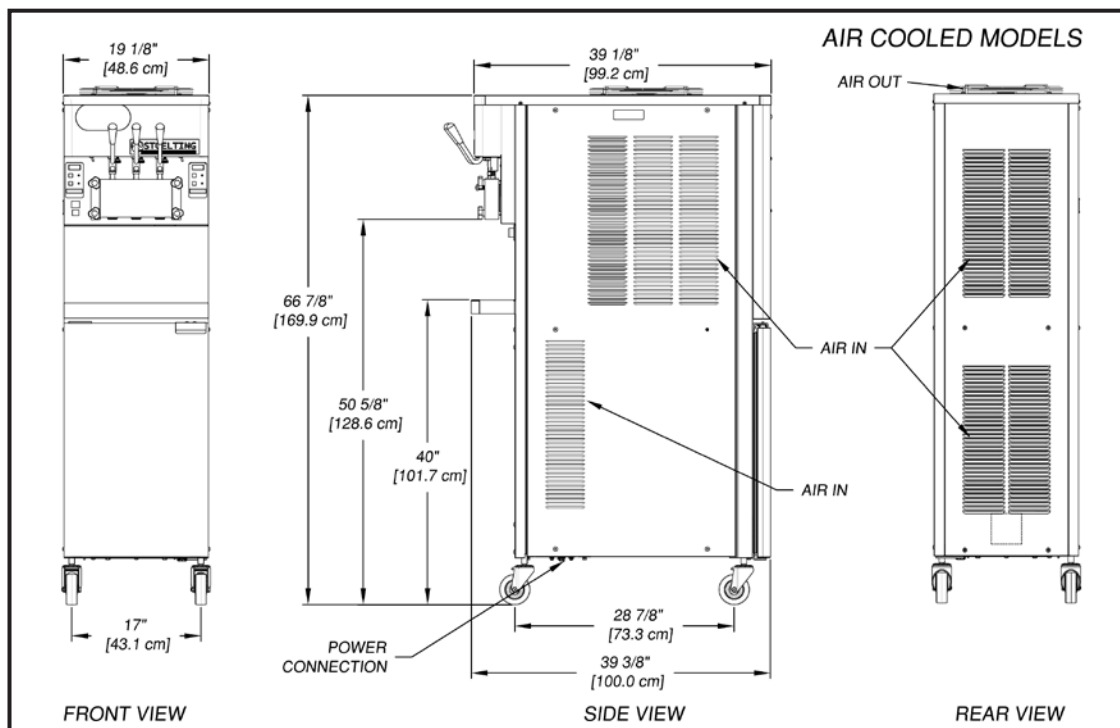 AIR COOLED MODELS
19 1/8"
[48.6 cm]
39 1/8"
[99.2 cm]
AIR OUT
STOELTING
66 7/8"
[169.9 cm]
AIR IN
50 5/8"
[128.6 cm]
40"
[101.7 cm]
AIR IN
17"
[43.1 cm]
28 7/8"
[73.3 cm]
POWER
CONNECTION
39 3/8"
[100.0 cm]
FRONT VIEW
SIDE VIEW
REAR VIEW